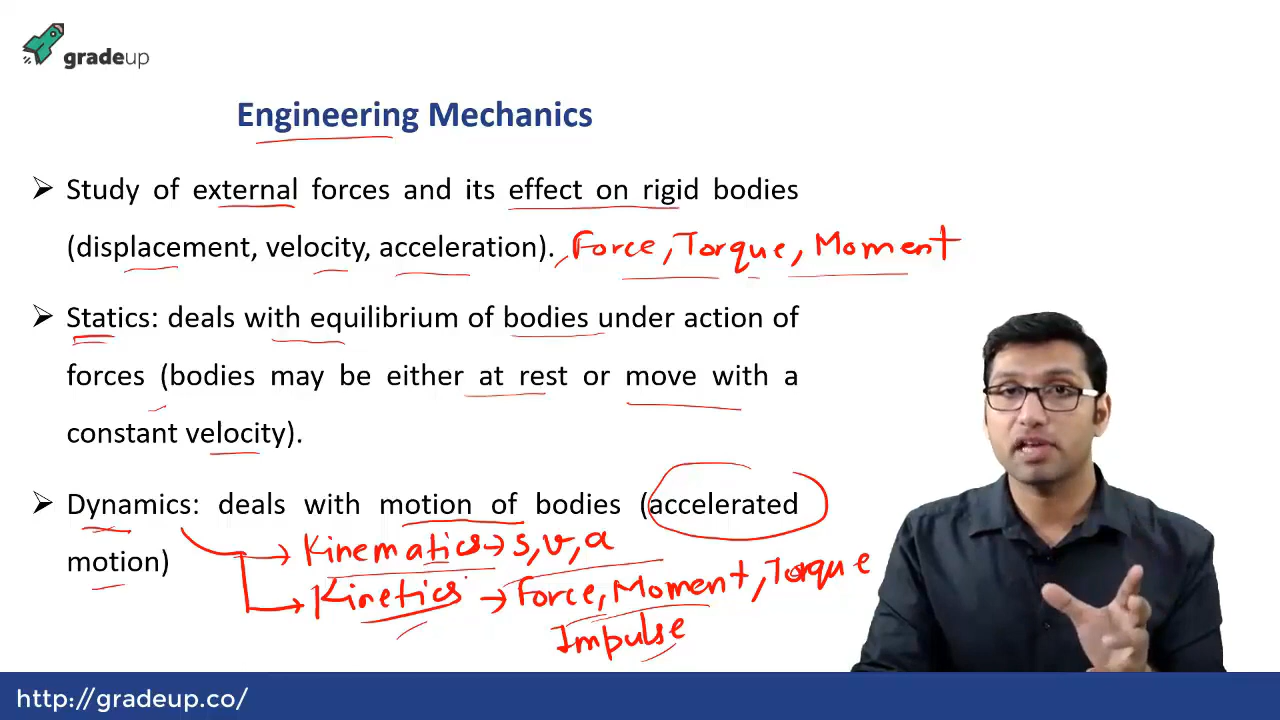 gradeup
Engineering Mechanics
➢ Study of external forces and its effect on rigid bodies
(displacement, velocity, acceleration). , Force, Torque, Moment
➢ Statics: deals with equilibrium of bodies under action of
forces (bodies may be either at rest or move with a
constant velocity).
➢ Dynamics: deals with motion of bodies (accelerated
motion)
→ Kinematics → s, v, a
→ Kinetics → Force, Moment, Torque
Impulse
http://gradeup.co/